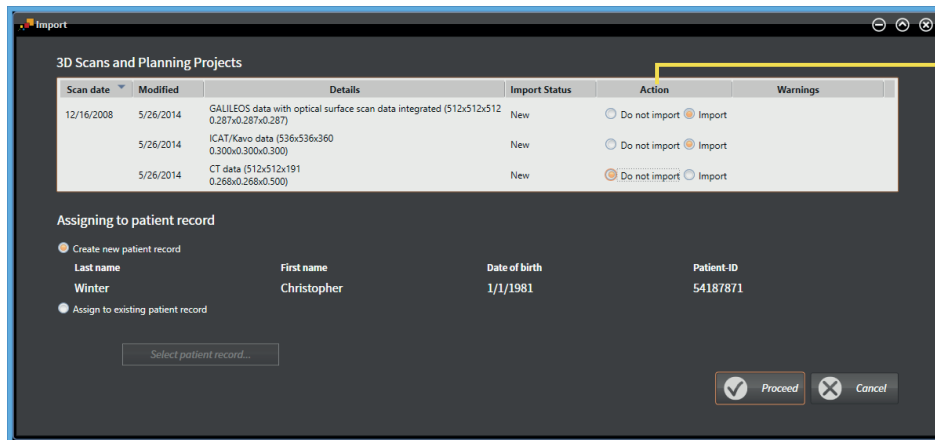 Import
3D Scans and Planning Projects
Scan date Modified Details Import Status Action Warnings
12/16/2008 5/26/2014 GALILEOS data with optical surface scan data integrated (512x512x512 New Do not import Import
0.287x0.287x0.287)
5/26/2014 ICAT/Kavo data (536x536x360 New Do not import Import
0.300x0.300x0.300)
5/26/2014 CT data (512x512x191 New Do not import Import
0.268x0.268x0.500)
Assigning to patient record
Create new patient record
Last name First name Date of birth Patient-ID
Winter Christopher 1/1/1981 54187871
Assign to existing patient record
Select patient record...
Proceed Cancel